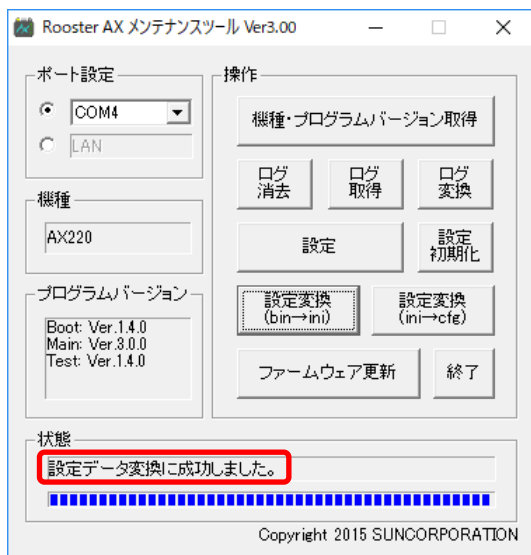 Rooster AX メンテナンスツール Ver3.00
ポート設定
COM4
LAN
機種
AX220
プログラムバージョン
Boot: Ver.1.4.0
Main: Ver.3.0.0
Test: Ver.1.4.0
操作
機種・プログラムバージョン取得
ログ
消去
ログ
取得
ログ
変換
設定
設定
初期化
設定変換
(bin→ini)
設定変換
(ini→cfg)
ファームウェア更新
終了
状態
設定データ変換に成功しました。
Copyright 2015 SUNCORPORATION